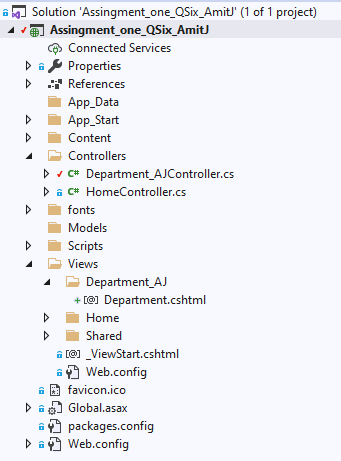 Solution 'Assingment_one_QSix_AmitJ' (1 of 1 project)
Assingment_one_QSix_AmitJ
Connected Services
Properties
References
App_Data
App_Start
Content
Controllers
C# Department_AJController.cs
C# HomeController.cs
fonts
Models
Scripts
Views
Department_AJ
[@] Department.cshtml
Home
Shared
[@] _ViewStart.cshtml
Web.config
favicon.ico
Global.asax
packages.config
Web.config